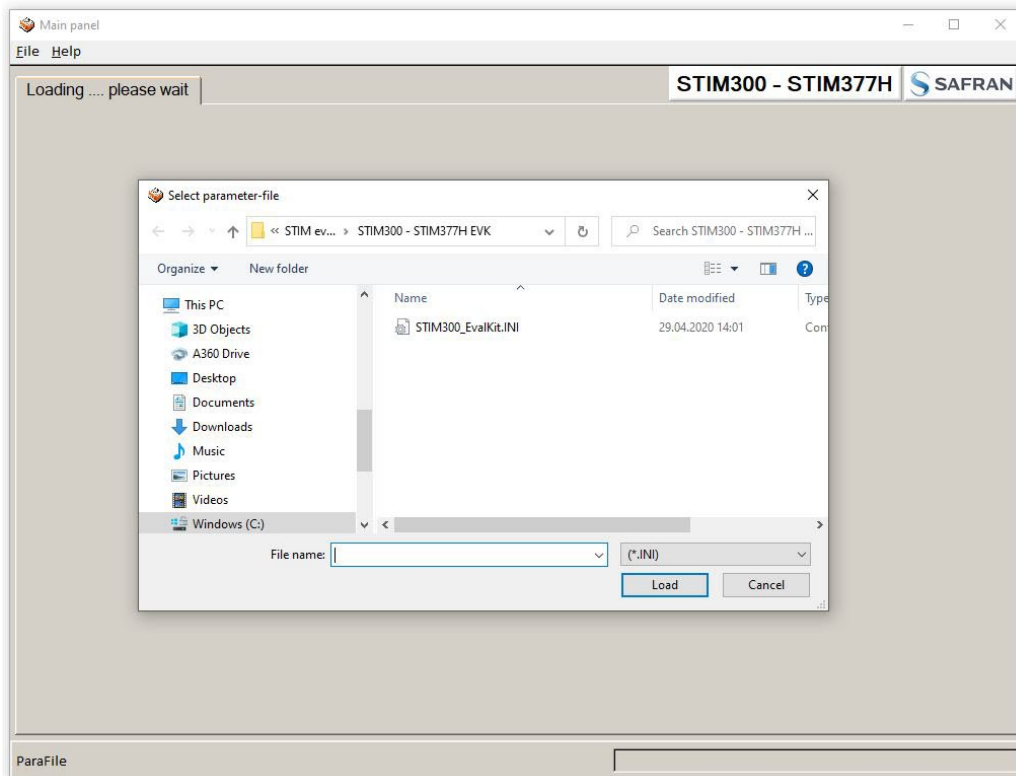 Main panel
File Help
Loading .... please wait
STIM300 - STIM377H
SAFRAN
Select parameter-file
« STIM ev... › STIM300 - STIM377H EVK
Search STIM300 - STIM377H ...
Organize
New folder
This PC
3D Objects
A360 Drive
Desktop
Documents
Downloads
Music
Pictures
Videos
Windows (C:)
Name Date modified Type
STIM300_EvalKit.INI 29.04.2020 14:01 Con
File name:
(*.INI)
Load Cancel
ParaFile